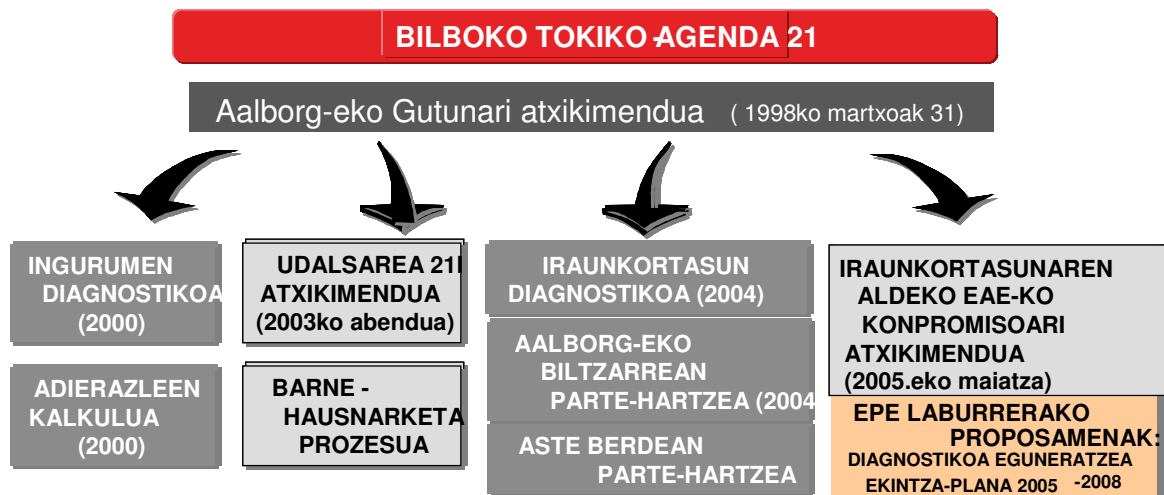 BILBOKO TOKIKO-AGENDA 21
Aalborg-eko Gutunari atxikimendua ( 1998ko martxoak 31)
INGURUMEN
DIAGNOSTIKOA
(2000)
ADIERAZLEEN
KALKULUA
(2000)
UDALSAREA 21I
ATXIKIMENDUA
(2003ko abendua)
BARNE -
HAUSNARKETA
PROZESUA
IRAUNKORTASUN
DIAGNOSTIKOA (2004)
AALBORG-EKO
BILTZARREAN
PARTE-HARTZEA (2004
ASTE BERDEAN
PARTE-HARTZEA
IRAUNKORTASUNAREN
ALDEKO EAE-KO
KONPROMISOARI
ATXIKIMENDUA
(2005.eko maiatza)
EPE LABURRERAKO
PROPOSAMENAK:
DIAGNOSTIKOA EGUNERATZEA
EKINTZA-PLANA 2005 -2008